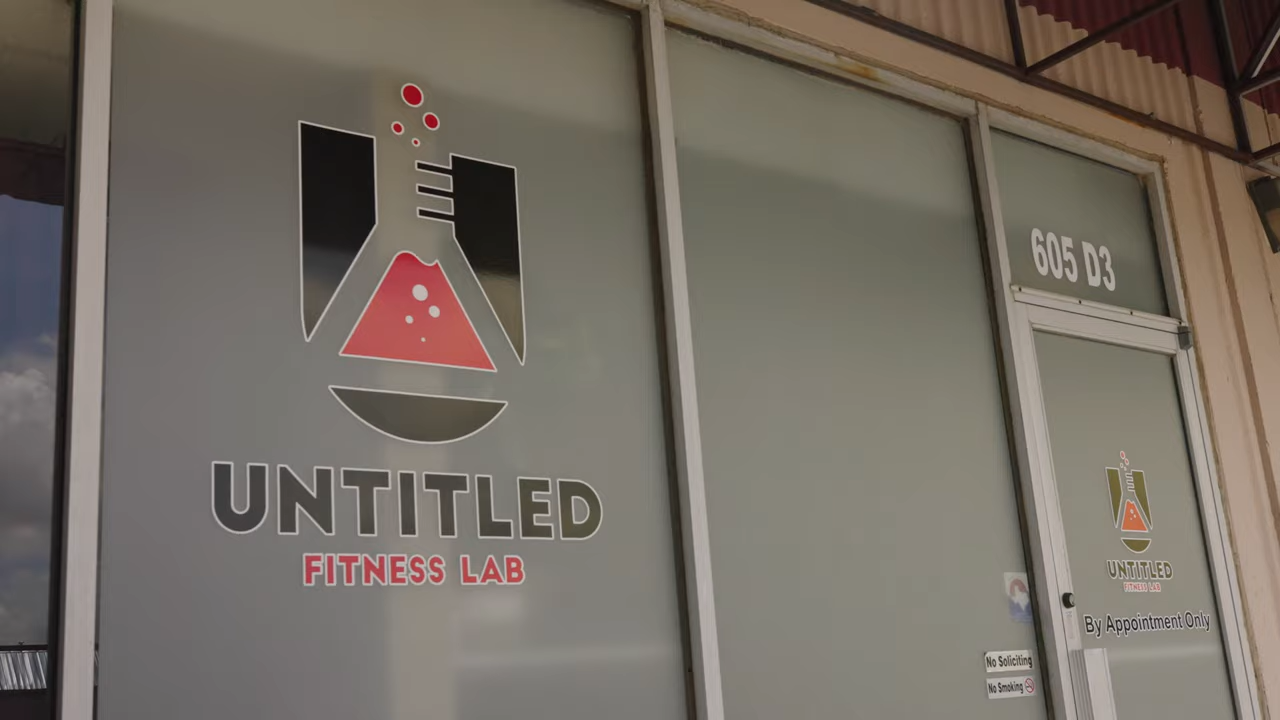 UNTITLED
FITNESS LAB
605 D3
UNTITLED
FITNESS LAB
By Appointment Only
No Soliciting
No Smoking